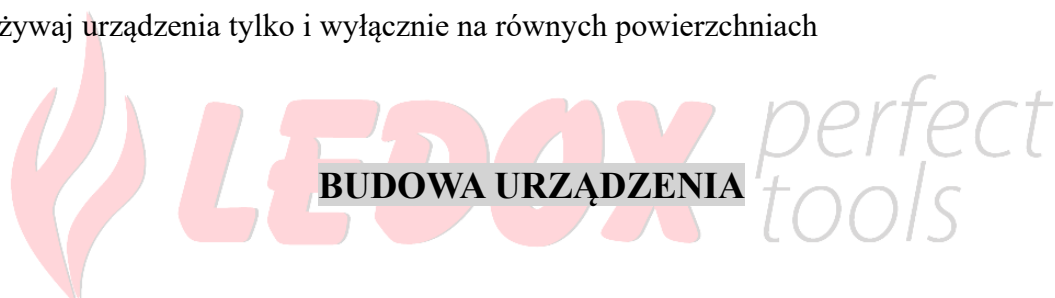 żywaj urządzenia tylko i wyłącznie na równych powierzchniach
LEDOX perfect
tools
BUDOWA URZĄDZENIA